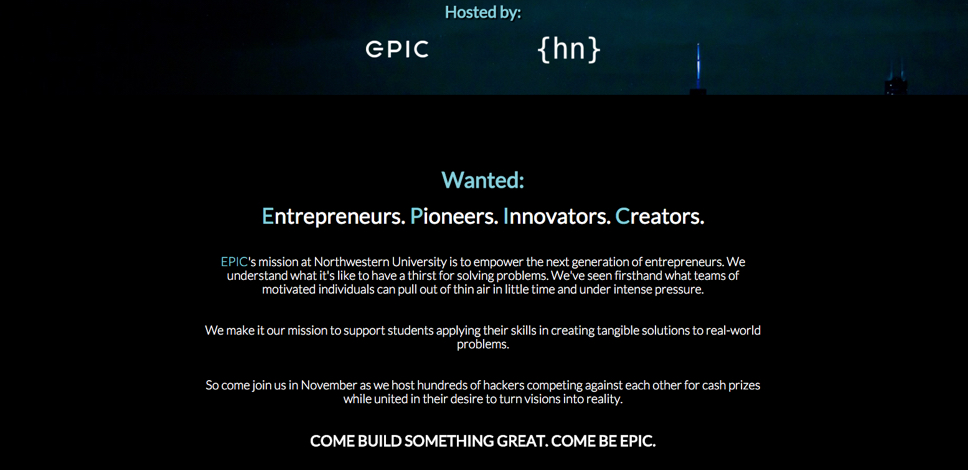 Hosted by:
EPIC {hn}
Wanted:
Entrepreneurs. Pioneers. Innovators. Creators.
EPIC's mission at Northwestern University is to empower the next generation of entrepreneurs. We
understand what it's like to have a thirst for solving problems. We've seen firsthand what teams of
motivated individuals can pull out of thin air in little time and under intense pressure.
We make it our mission to support students applying their skills in creating tangible solutions to real-world
problems.
So come join us in November as we host hundreds of hackers competing against each other for cash prizes
while united in their desire to turn visions into reality.
COME BUILD SOMETHING GREAT. COME BE EPIC.